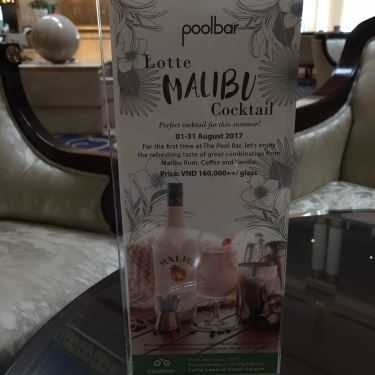 poolbar
Lotte
MALIBU
Cocktail
Perfect cocktail for this summer!
01-31 August 2017
For the first time at The Pool Bar, let's enjoy
the refreshing taste of great combination from
Malibu Rum, Coffee and Vanilla.
Price: VND 160,000++/ glass
MALIBU